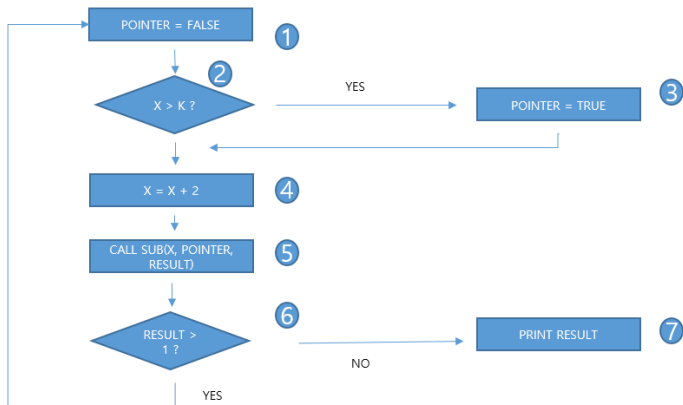 POINTER = FALSE
1
2
X > K ?
YES
3
POINTER = TRUE
X = X + 2
4
CALL SUB(X, POINTER,
RESULT)
5
6
RESULT >
1 ?
7
PRINT RESULT
NO
YES